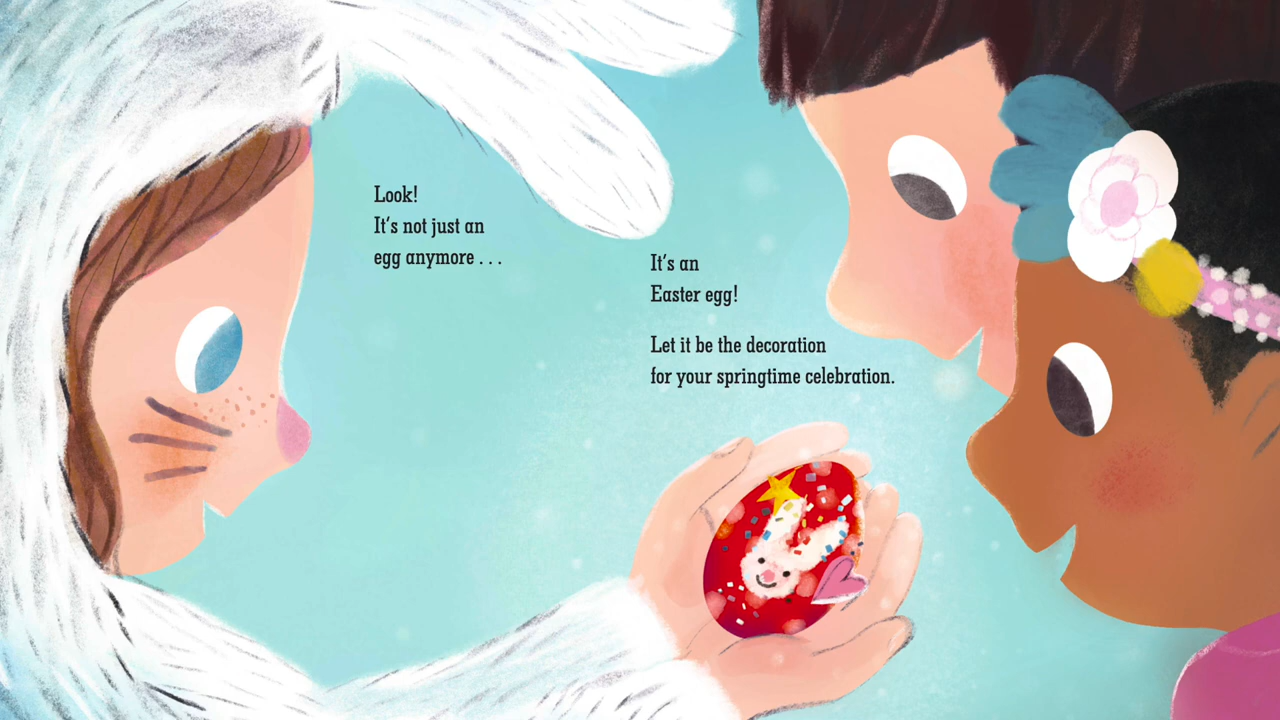 Look!
It's not just an
egg anymore . . .
It's an
Easter egg!
Let it be the decoration
for your springtime celebration.